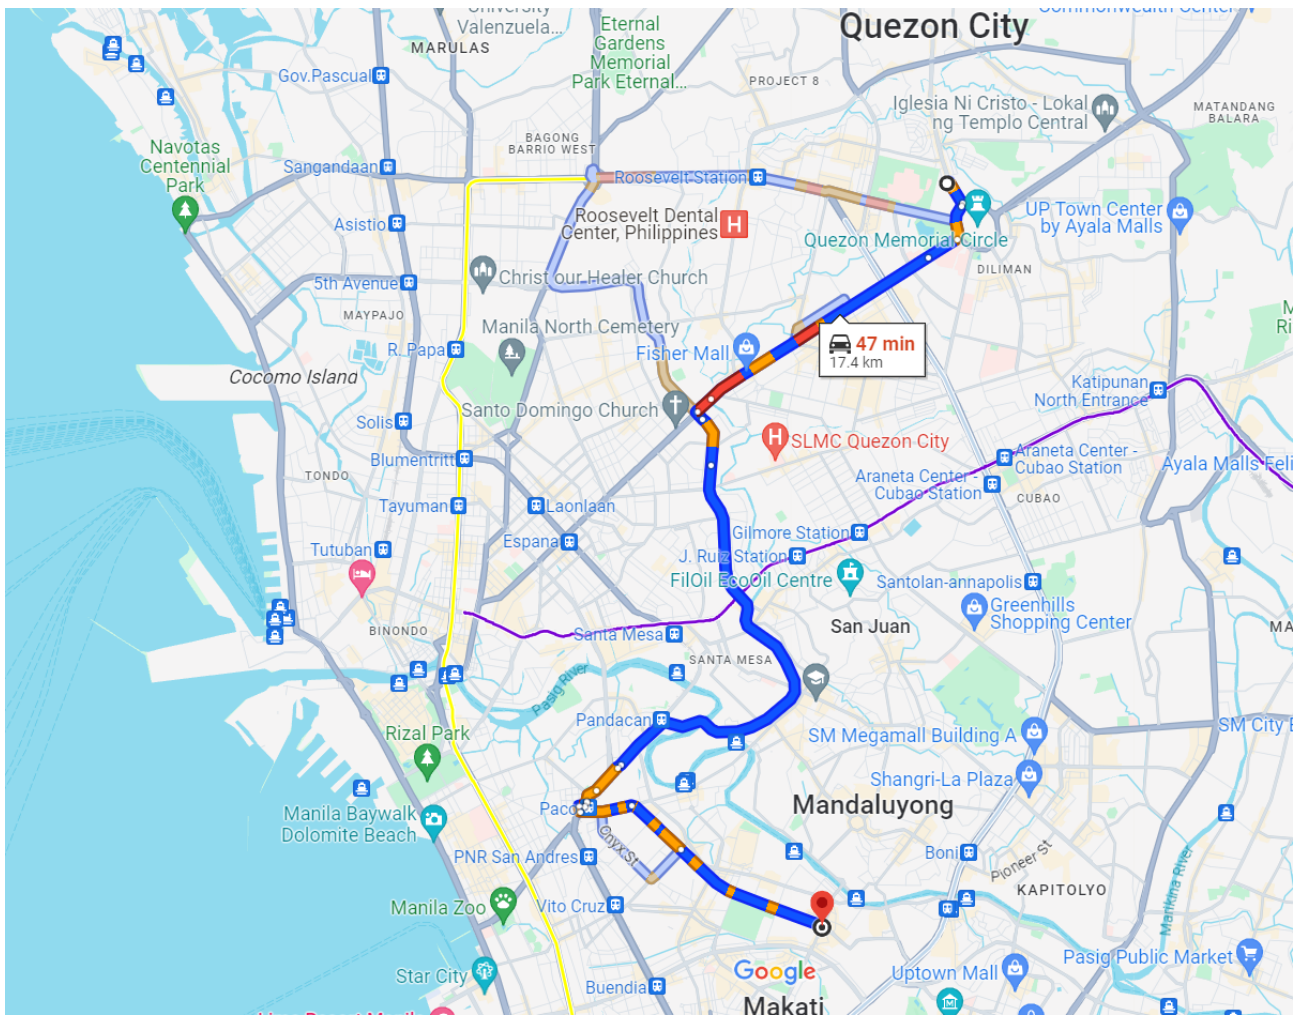 University
Valenzuela...
MARULAS
Eternal
Gardens
Memorial
Park Eternal...
Quezon City
Commonwealth Center
Gov.Pascual
PROJECT 8
Iglesia Ni Cristo - Lokal
ng Templo Central
MATANDANG
BALARA
Navotas
Centennial
Park
BAGONG
BARRIO WEST
Sangandaan
Roosevelt Station
Asistio
Roosevelt Dental
Center, Philippines
H
UP Town Center
by Ayala Malls
Quezon Memorial Circle
DILIMAN
Christ our Healer Church
5th Avenue
MAYPAJO
Manila North Cemetery
R. Papa
Fisher Mall
47 min
17.4 km
Cocomo Island
Katipunan
North Entrance
Solis
Santo Domingo Church
H
SLMC Quezon City
Blumentritt
Araneta Center -
Cubao Station
Ayala Malls Feli
TONDO
Araneta Center -
Cubao Station
CUBAO
Tayuman
Laonlaan
Gilmore Station
Espana
Tutuban
J. Ruiz Station
FilOil EcoOil Centre
Santolan-annapolis
Greenhills
Shopping Center
BINONDO
Santa Mesa
San Juan
SANTA MESA
Pasig River
Pandacan
Rizal Park
SM Megamall Building A
SM City
Shangri-La Plaza
Manila Baywalk
Dolomite Beach
Paco
Mandaluyong
Onyx St
PNR San Andres
Boni
Pioneer St
KAPITOLYO
Marikina River
Manila Zoo
Vito Cruz
Pasig Public Market
Star City
Google
Uptown Mall
Buendia
Makati